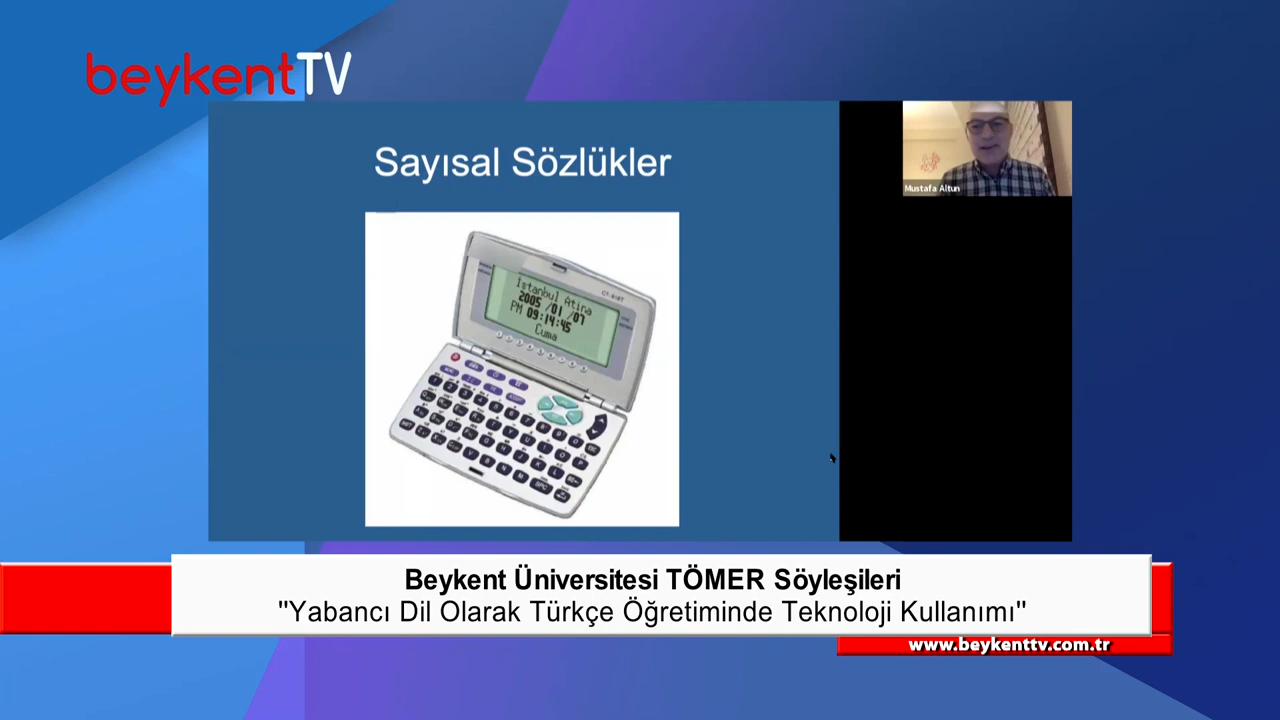 beykentTV
Sayısal Sözlükler
İstanbul Atina
2005 /01 /07
PM 09:14:45
Cuma
Mustafa Altun
Beykent Üniversitesi TÖMER Söyleşileri
"Yabancı Dil Olarak Türkçe Öğretiminde Teknoloji Kullanımı"
www.beykenttv.com.tr